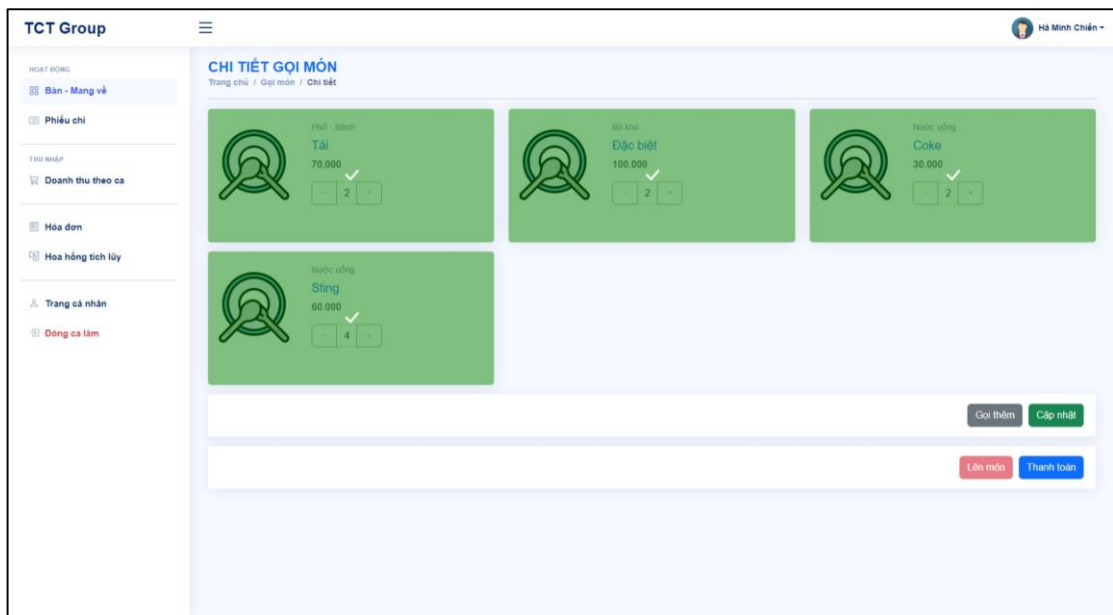 TCT Group
Hà Minh Chiến
HOẠT ĐỘNG
Bàn - Mang về
Phiếu chi
THU NHẬP
Doanh thu theo ca
Hóa đơn
Hoa hồng tích lũy
Trang cá nhân
Đóng ca làm
CHI TIẾT GỌI MÓN
Trang chủ / Gọi món / Chi tiết
Phở - Bánh
Tái
70.000
- 2 +
Bò kho
Đặc biệt
100.000
- 2 +
Nước uống
Coke
30.000
- 2 +
Nước uống
Sting
60.000
- 4 +
Gọi thêm
Cập nhật
Lên món
Thanh toán